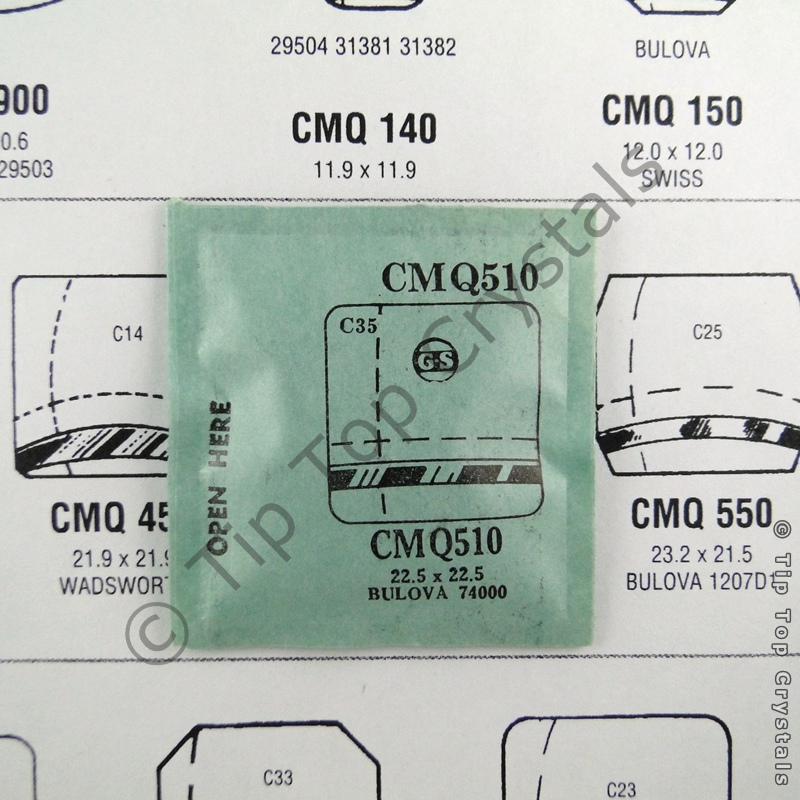 29504 31381 31382
BULOVA
900
0.6
29503
CMQ 140
11.9 x 11.9
CMQ 150
12.0 x 12.0
SWISS
C14
CMQ 45
21.9 x 21.9
WADSWORT
CMQ510
C35
G-S
OPEN HERE
CMQ510
22.5 x 22.5
BULOVA 74000
C25
CMQ 550
23.2 x 21.5
BULOVA 1207D1
C33
C23
© Tip Top Crystals
© Tip Top Crystals